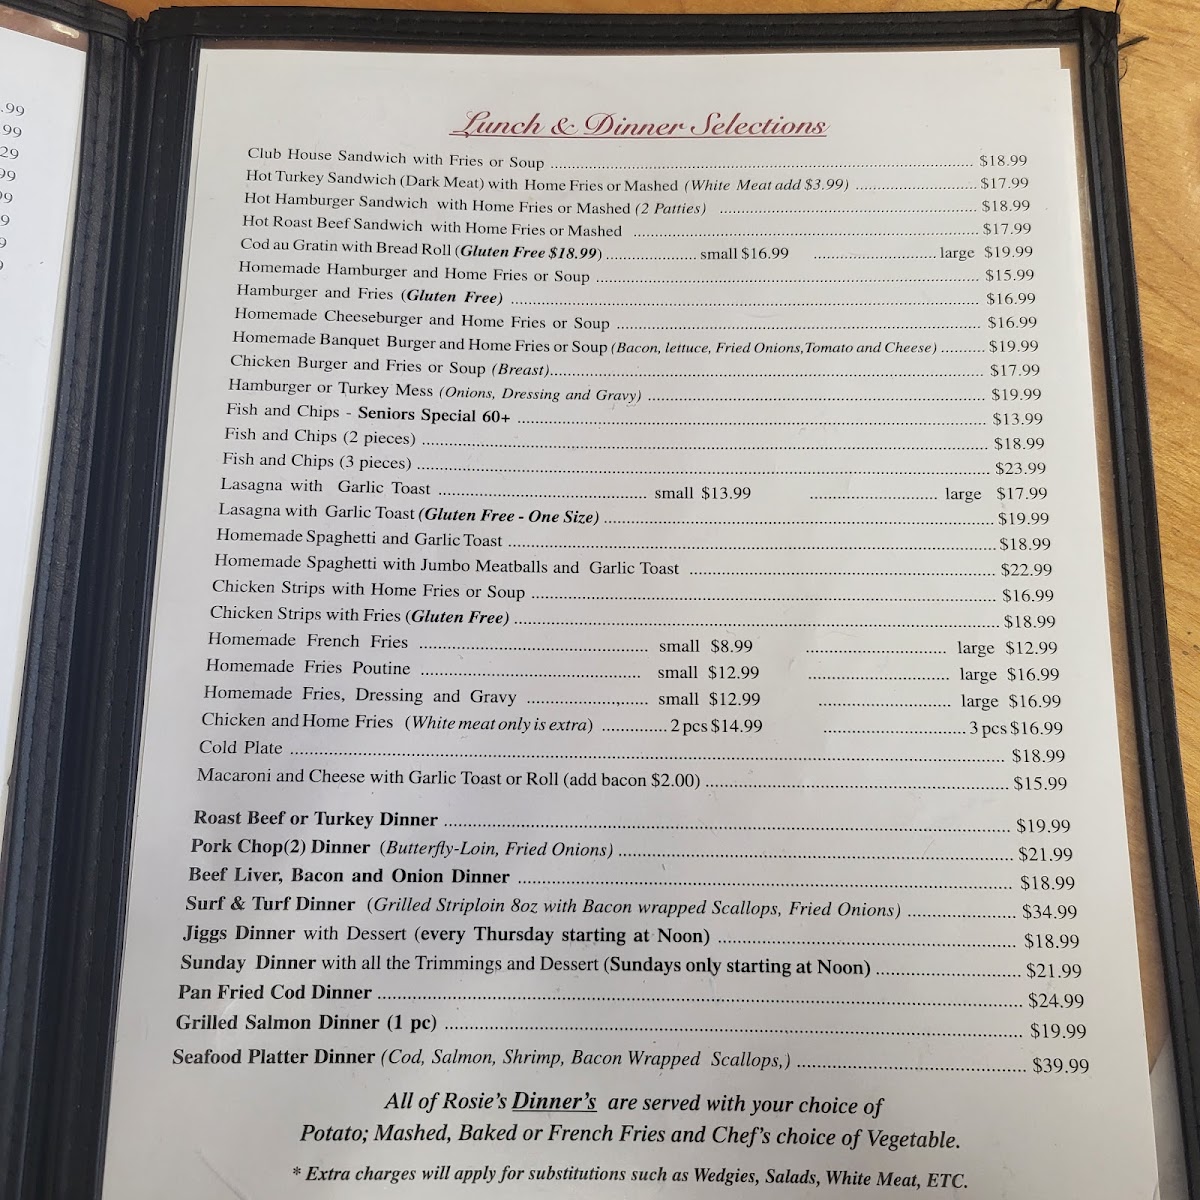 .99
99
29
99
99
9
9
9
Lunch & Dinner Selections
Club House Sandwich with Fries or Soup ........ $18.99
Hot Turkey Sandwich (Dark Meat) with Home Fries or Mashed (White Meat add $3.99) ........ $17.99
Hot Hamburger Sandwich with Home Fries or Mashed (2 Patties) ........ $18.99
Hot Roast Beef Sandwich with Home Fries or Mashed ........ $17.99
Cod au Gratin with Bread Roll (Gluten Free $18.99) ........ small $16.99 ........ large $19.99
Homemade Hamburger and Home Fries or Soup ........ $15.99
Hamburger and Fries (Gluten Free) ........ $16.99
Homemade Cheeseburger and Home Fries or Soup ........ $16.99
Homemade Banquet Burger and Home Fries or Soup (Bacon, lettuce, Fried Onions,Tomato and Cheese) ........ $19.99
Chicken Burger and Fries or Soup (Breast)........ $17.99
Hamburger or Turkey Mess (Onions, Dressing and Gravy) ........ $19.99
Fish and Chips - Seniors Special 60+ ........ $13.99
Fish and Chips (2 pieces) ........ $18.99
Fish and Chips (3 pieces) ........ $23.99
Lasagna with Garlic Toast ........ small $13.99 ........ large $17.99
Lasagna with Garlic Toast (Gluten Free - One Size) ........ $19.99
Homemade Spaghetti and Garlic Toast ........ $18.99
Homemade Spaghetti with Jumbo Meatballs and Garlic Toast ........ $22.99
Chicken Strips with Home Fries or Soup ........ $16.99
Chicken Strips with Fries (Gluten Free) ........ $18.99
Homemade French Fries ........ small $8.99 ........ large $12.99
Homemade Fries Poutine ........ small $12.99 ........ large $16.99
Homemade Fries, Dressing and Gravy ........ small $12.99 ........ large $16.99
Chicken and Home Fries (White meat only is extra) ........ 2 pcs $14.99 ........ 3 pcs $16.99
Cold Plate ........ $18.99
Macaroni and Cheese with Garlic Toast or Roll (add bacon $2.00) ........ $15.99
Roast Beef or Turkey Dinner ........ $19.99
Pork Chop(2) Dinner (Butterfly-Loin, Fried Onions) ........ $21.99
Beef Liver, Bacon and Onion Dinner ........ $18.99
Surf & Turf Dinner (Grilled Striploin 8oz with Bacon wrapped Scallops, Fried Onions) ........ $34.99
Jiggs Dinner with Dessert (every Thursday starting at Noon) ........ $18.99
Sunday Dinner with all the Trimmings and Dessert (Sundays only starting at Noon) ........ $21.99
Pan Fried Cod Dinner ........ $24.99
Grilled Salmon Dinner (1 pc) ........ $19.99
Seafood Platter Dinner (Cod, Salmon, Shrimp, Bacon Wrapped Scallops,) ........ $39.99
All of Rosie's Dinner's are served with your choice of
Potato; Mashed, Baked or French Fries and Chef's choice of Vegetable.
* Extra charges will apply for substitutions such as Wedgies, Salads, White Meat, ETC.